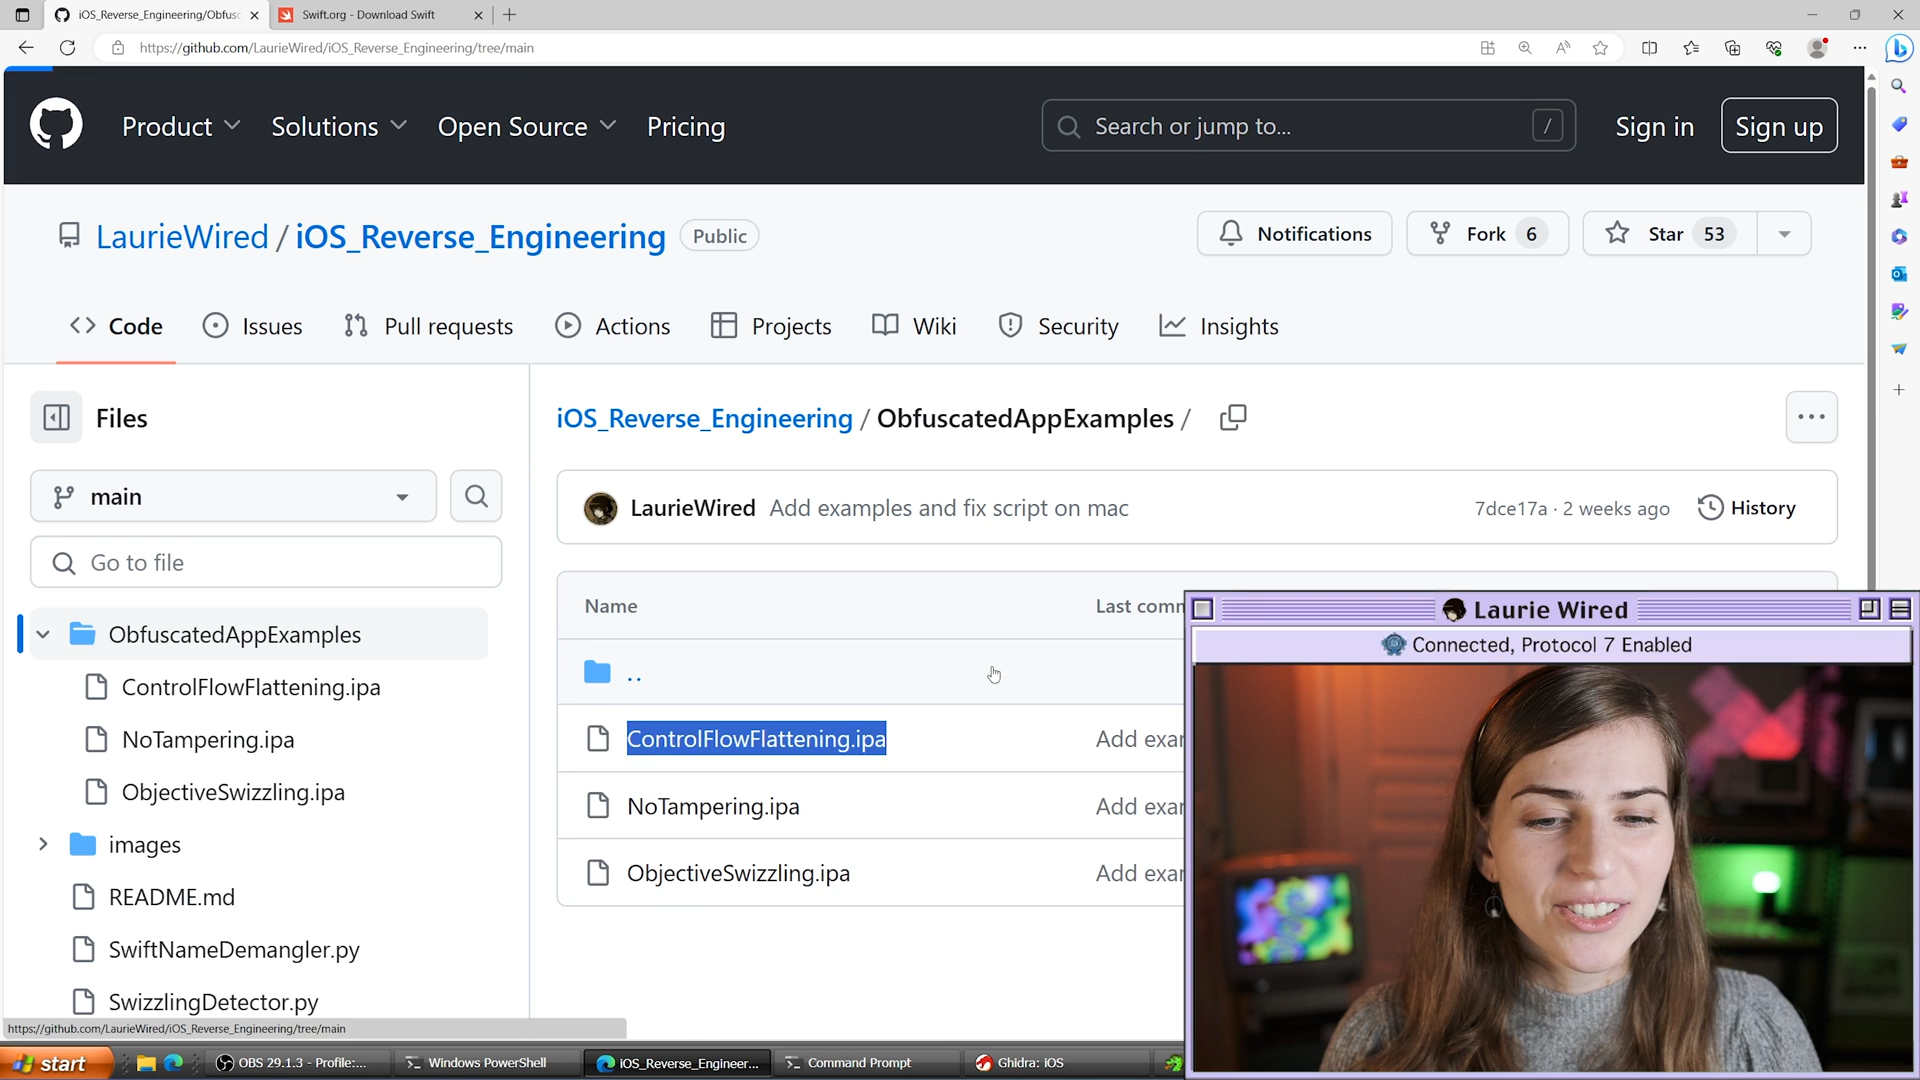 iOS_Reverse_Engineering/Obfusc
Swift.org - Download Swift
https://github.com/LaurieWired/iOS_Reverse_Engineering/tree/main
Product
Solutions
Open Source
Pricing
Search or jump to...
/
Sign in
Sign up
LaurieWired / iOS_Reverse_Engineering
Public
Notifications
Fork 6
Star 53
Code
Issues
Pull requests
Actions
Projects
Wiki
Security
Insights
Files
main
Go to file
ObfuscatedAppExamples
ControlFlowFlattening.ipa
NoTampering.ipa
ObjectiveSwizzling.ipa
images
README.md
SwiftNameDemangler.py
SwizzlingDetector.py
iOS_Reverse_Engineering / ObfuscatedAppExamples /
LaurieWired Add examples and fix script on mac
7dce17a · 2 weeks ago
History
Name
Last comm
..
ControlFlowFlattening.ipa
Add exar
NoTampering.ipa
Add exar
ObjectiveSwizzling.ipa
Add exar
Laurie Wired
Connected, Protocol 7 Enabled
https://github.com/LaurieWired/iOS_Reverse_Engineering/tree/main
start
OBS 29.1.3 - Profile:...
Windows PowerShell
iOS_Reverse_Engineer...
Command Prompt
Ghidra: iOS